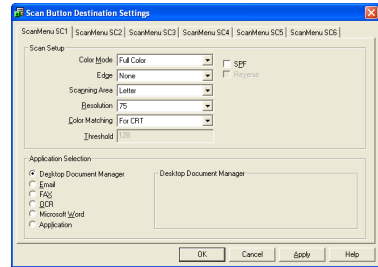 Scan Button Destination Settings
ScanMenu SC1 ScanMenu SC2 ScanMenu SC3 ScanMenu SC4 ScanMenu SC5 ScanMenu SC6
Scan Setup
Color Mode Full Color SPF
Edge None Reverse
Scanning Area Letter
Resolution 75
Color Matching For CRT
Threshold 128
Application Selection
Desktop Document Manager Desktop Document Manager
Email
FAX
OCR
Microsoft Word
Application
OK Cancel Apply Help